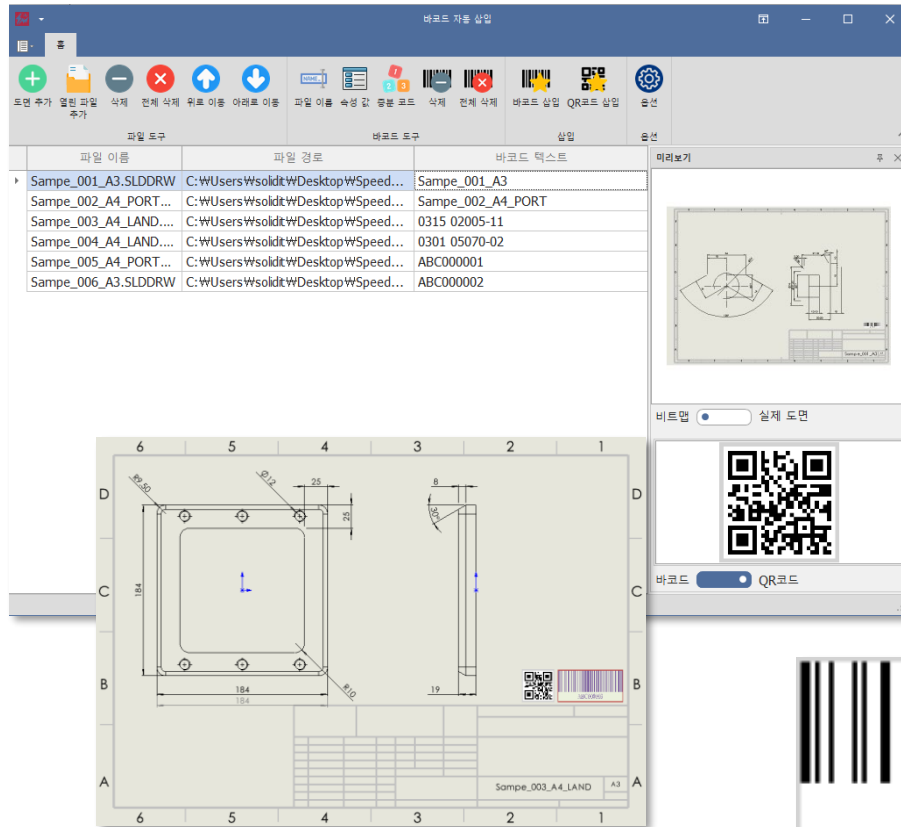 바코드 자동 삽입
홈
도면 추가 열린 파일 추가 삭제 전체 삭제 위로 이동 아래로 이동 파일 이름 속성 값 증분 코드 삭제 전체 삭제 바코드 삽입 QR코드 삽입 옵션
파일 도구 바코드 도구 삽입 옵션
파일 이름 파일 경로 바코드 텍스트
Sampe_001_A3.SLDDRW C:₩Users₩solidit₩Desktop₩Speed... Sampe_001_A3
Sampe_002_A4_PORT... C:₩Users₩solidit₩Desktop₩Speed... Sampe_002_A4_PORT
Sampe_003_A4_LAND.... C:₩Users₩solidit₩Desktop₩Speed... 0315 02005-11
Sampe_004_A4_LAND.... C:₩Users₩solidit₩Desktop₩Speed... 0301 05070-02
Sampe_005_A4_PORT... C:₩Users₩solidit₩Desktop₩Speed... ABC000001
Sampe_006_A3.SLDDRW C:₩Users₩solidit₩Desktop₩Speed... ABC000002
미리보기
비트맵 실제 도면
바코드 QR코드
6 5 4 3 2 1
R9.50 Ø12 25 8
D D
25 30°
C 184 C
B 184 R10 19 B
184
A Sampe_003_A4_LAND A3 A
6 5 4 3 2 1